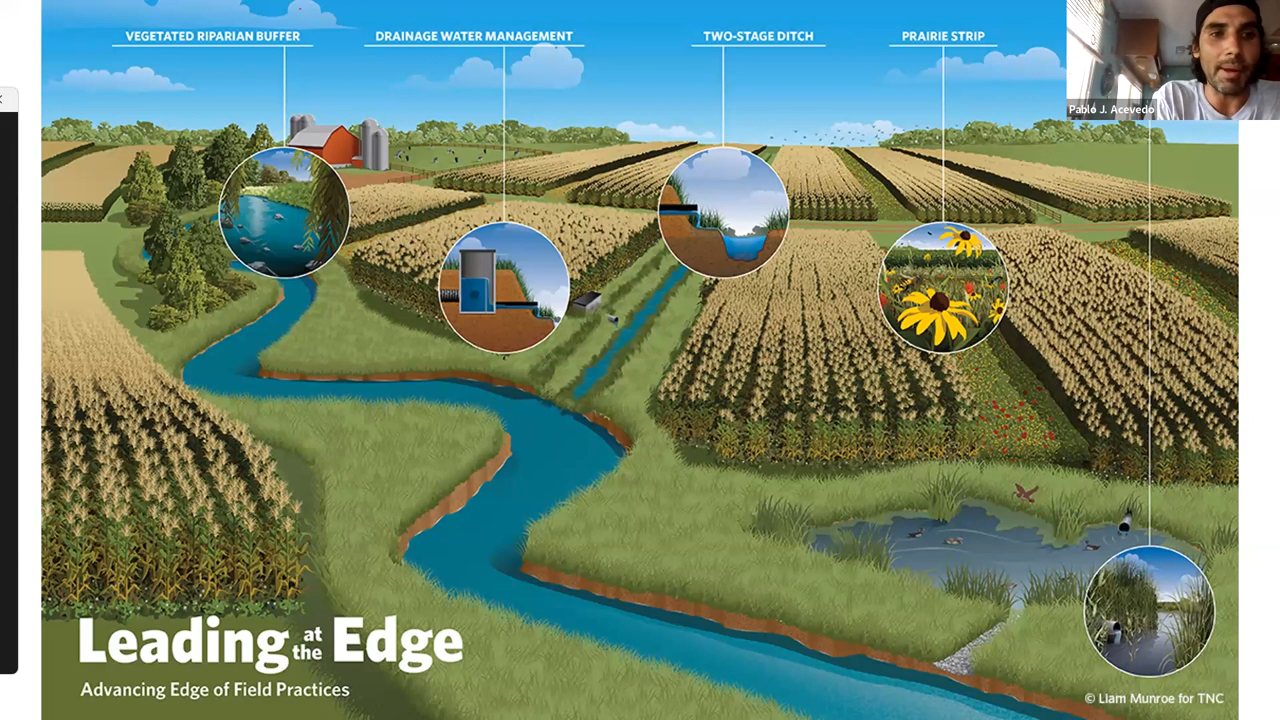 VEGETATED RIPARIAN BUFFER
DRAINAGE WATER MANAGEMENT
TWO-STAGE DITCH
PRAIRIE STRIP
Pablo J. Acevedo
Leading at the Edge
Advancing Edge of Field Practices
© Liam Munroe for TNC